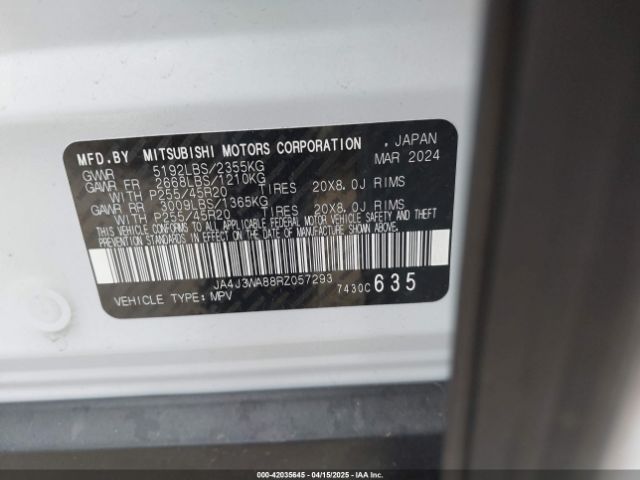 MFD.BY MITSUBISHI MOTORS CORPORATION , JAPAN
GVWR 5192LBS/2355KG MAR 2024
GAWR FR 2668LBS/1210KG
WITH P255/45R20 TIRES 20X8.0J RIMS
GAWR RR 3009LBS/1365KG
WITH P255/45R20 TIRES 20X8.0J RIMS
THIS VEHICLE CONFORMS TO ALL APPLICABLE FEDERAL MOTOR VEHICLE SAFETY AND THEFT
PREVENTION STANDARDS IN EFFECT ON THE DATE OF MANUFACTURE SHOWN ABOVE.
JA4J3WA88RZ057293
VEHICLE TYPE: MPV 7430C 635
000-42035645 04/15/2025 IAAI COPART